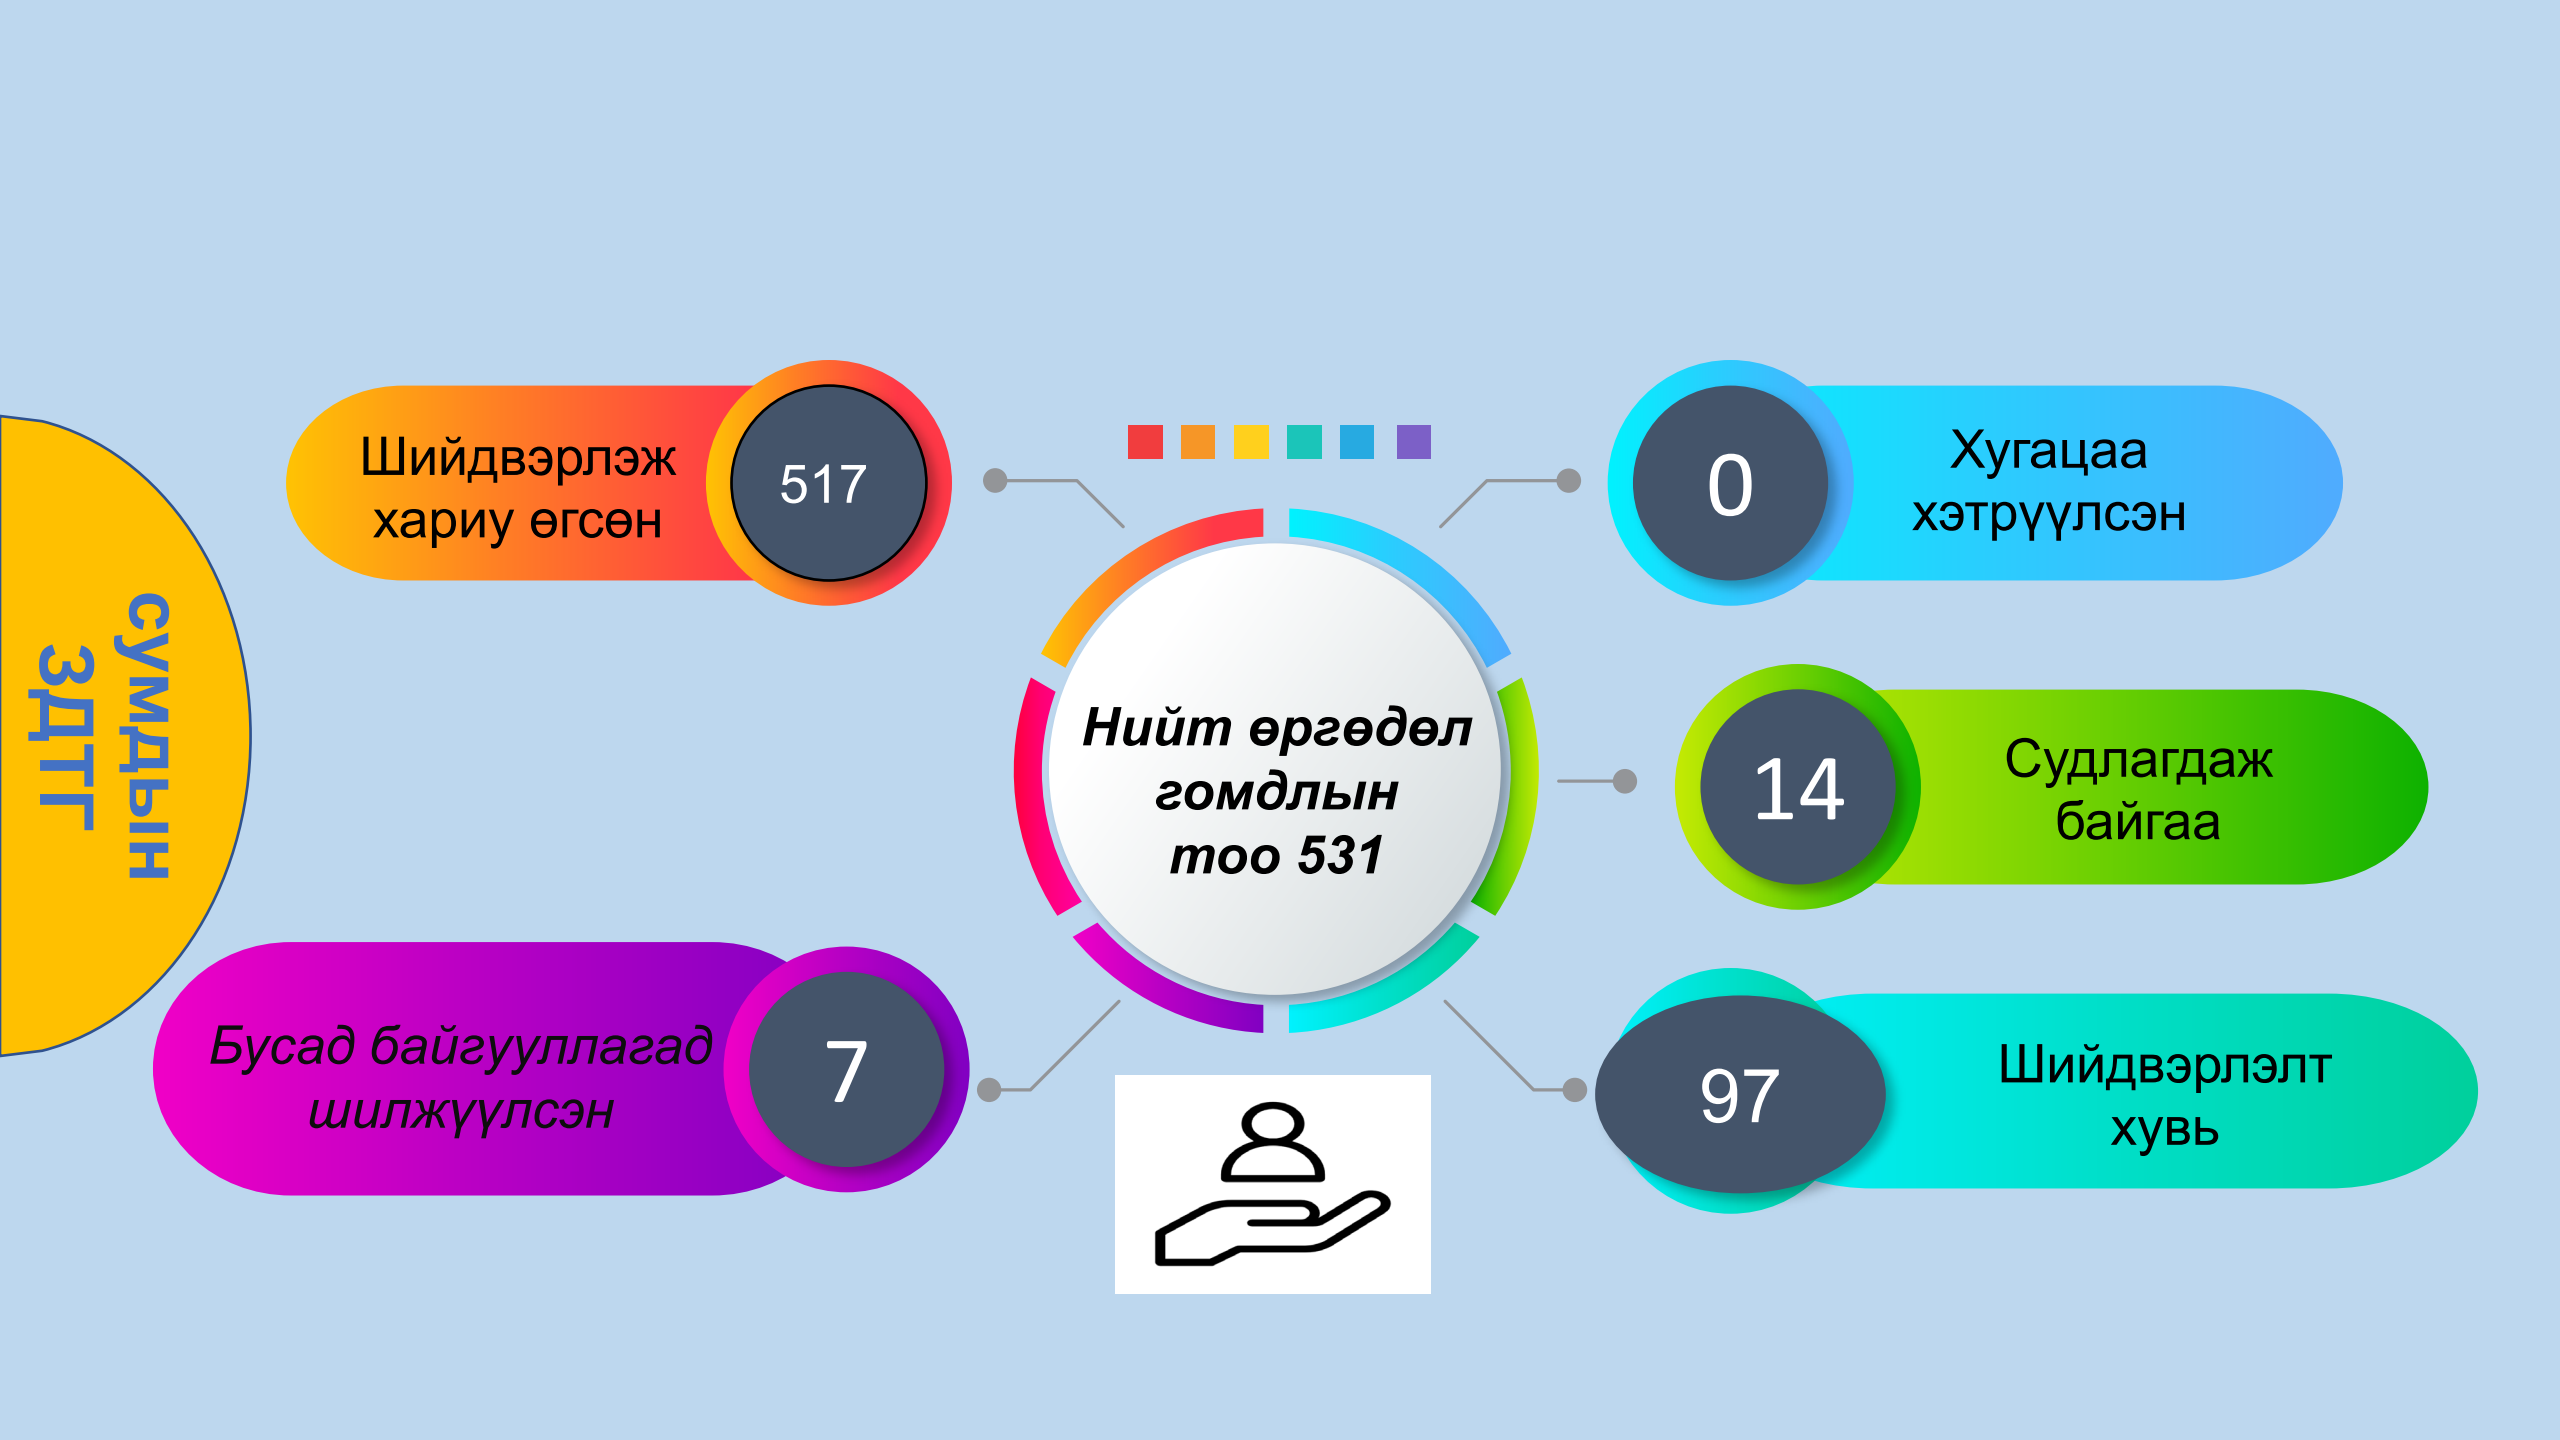 сумдын
ЗДТГ
Шийдвэрлэж
хариу өгсөн
517
Бусад байгууллагад
шилжүүлсэн
7
Нийт өргөдөл
гомдлын
тоо 531
0
Хугацаа
хэтрүүлсэн
14
Судлагдаж
байгаа
97
Шийдвэрлэлт
хувь